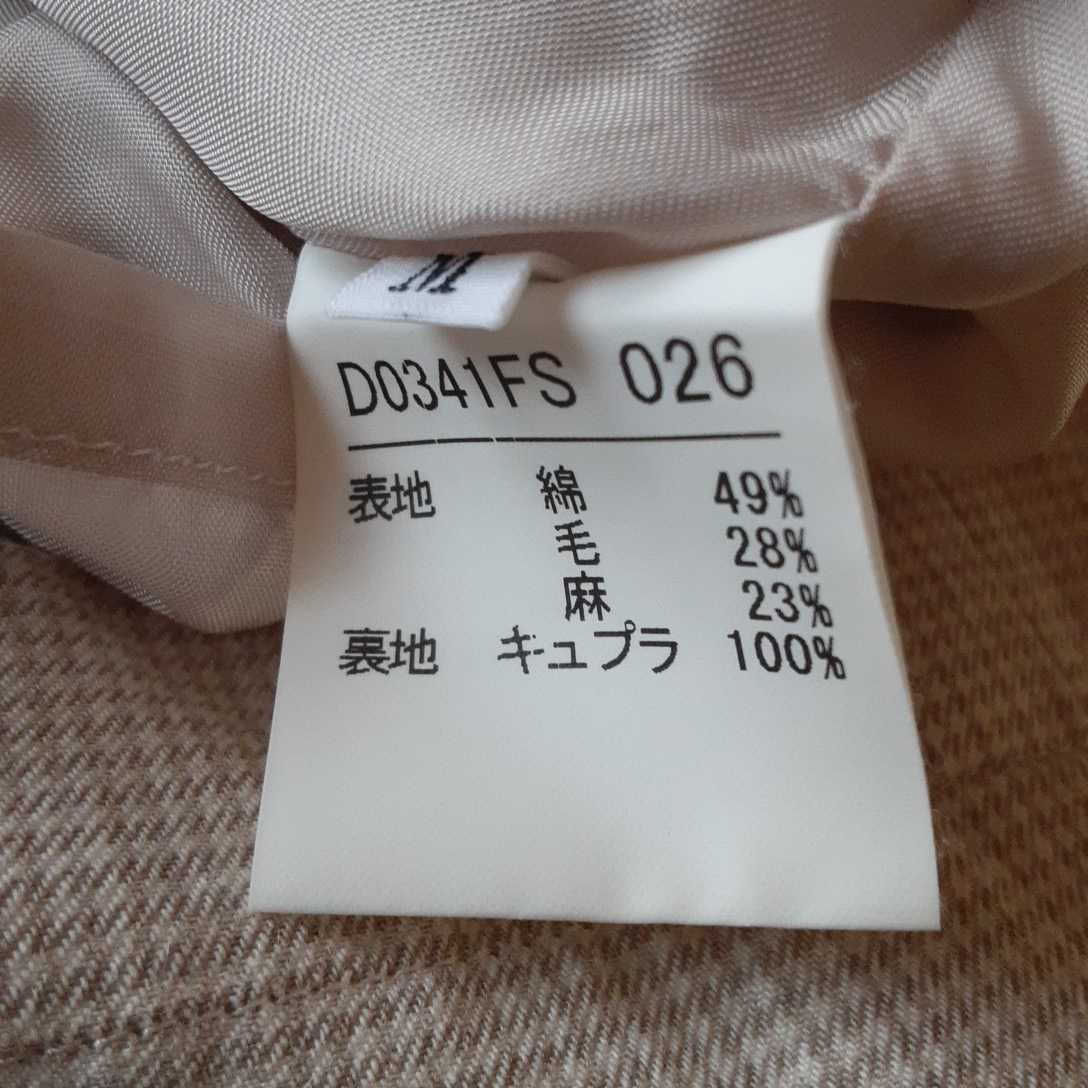 M
D0341FS 026
表地 綿 49%
毛 28%
麻 23%
裏地 キュプラ 100%